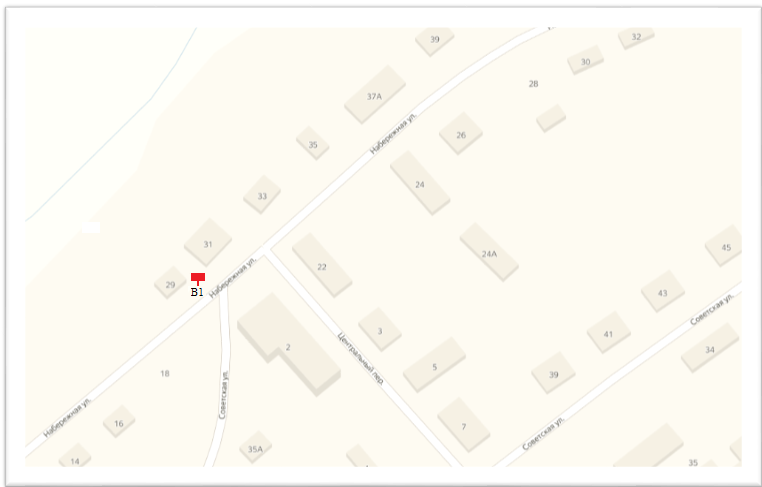 39
32
30
28
37А
Набережная ул.
26
35
24
33
31
24А
45
22
29
В1
Набережная ул.
43
Советская ул.
3
41
34
2
Центральный пер.
5
18
39
Советская ул.
Набережная ул.
16
7
Советская ул.
35А
14
35